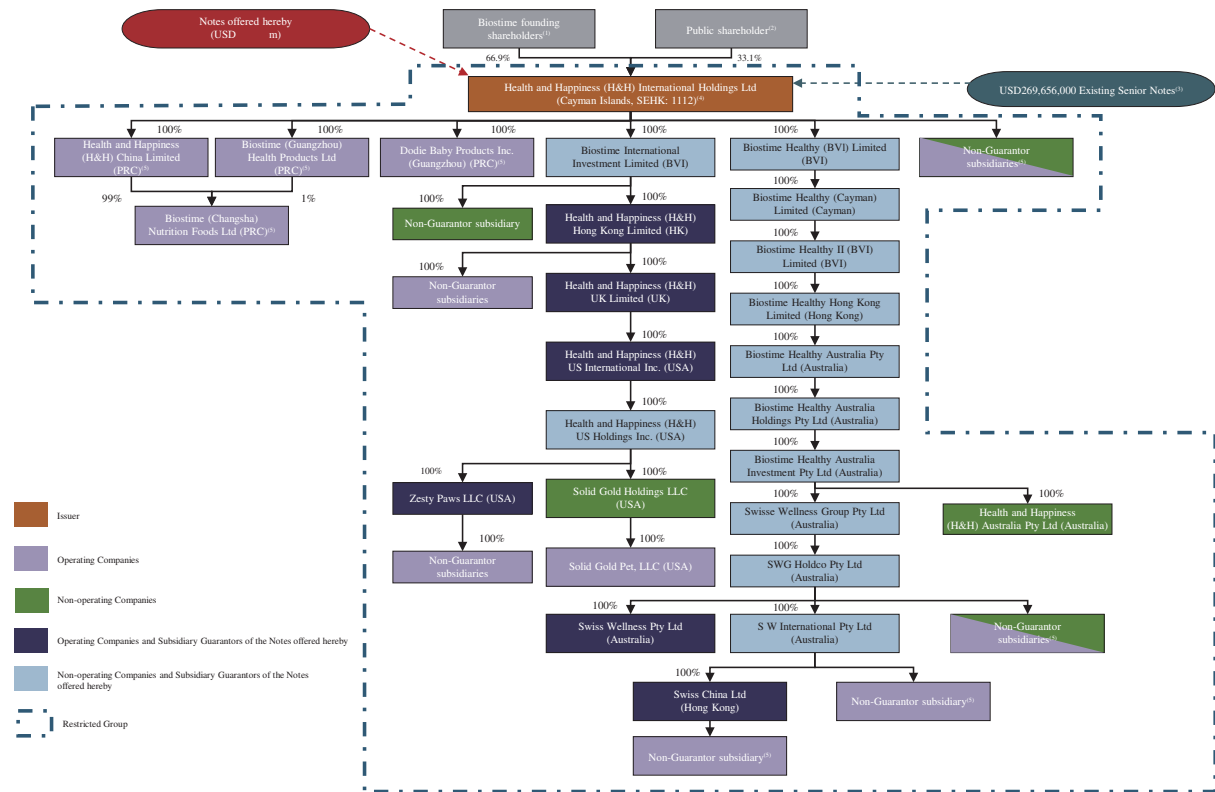 Notes offered hereby
(USD m)
Biostime founding
shareholders(1)
Public shareholder(2)
66.9%
33.1%
Health and Happiness (H&H) International Holdings Ltd
(Cayman Islands, SEHK: 1112)(4)
USD269,656,000 Existing Senior Notes(3)
100%
100%
100%
100%
100%
100%
Health and Happiness
(H&H) China Limited
(PRC)(5)
Biostime (Guangzhou)
Health Products Ltd
(PRC)(5)
Dodie Baby Products Inc.
(Guangzhou) (PRC)(5)
Biostime International
Investment Limited (BVI)
Biostime Healthy (BVI) Limited
(BVI)
Non-Guarantor
subsidiaries(5)
99%
1%
100%
100%
100%
Biostime (Changsha)
Nutrition Foods Ltd (PRC)(5)
Non-Guarantor subsidiary
Health and Happiness (H&H)
Hong Kong Limited (HK)
Biostime Healthy (Cayman)
Limited (Cayman)
100%
Biostime Healthy II (BVI)
Limited (BVI)
100%
100%
100%
Non-Guarantor
subsidiaries
Health and Happiness (H&H)
UK Limited (UK)
Biostime Healthy Hong Kong
Limited (Hong Kong)
100%
100%
Health and Happiness (H&H)
US International Inc. (USA)
Biostime Healthy Australia Pty
Ltd (Australia)
100%
100%
Health and Happiness (H&H)
US Holdings Inc. (USA)
Biostime Healthy Australia
Holdings Pty Ltd (Australia)
100%
Biostime Healthy Australia
Investment Pty Ltd (Australia)
100%
100%
100%
100%
Zesty Paws LLC (USA)
Solid Gold Holdings LLC
(USA)
Swisse Wellness Group Pty Ltd
(Australia)
Health and Happiness
(H&H) Australia Pty Ltd (Australia)
100%
100%
100%
Non-Guarantor
subsidiaries
Solid Gold Pet, LLC (USA)
SWG Holdco Pty Ltd
(Australia)
100%
100%
100%
Swiss Wellness Pty Ltd
(Australia)
S W International Pty Ltd
(Australia)
Non-Guarantor
subsidiaries(5)
100%
Swiss China Ltd
(Hong Kong)
Non-Guarantor subsidiary(5)
Non-Guarantor subsidiary(5)
Issuer
Operating Companies
Non-operating Companies
Operating Companies and Subsidiary Guarantors of the Notes offered hereby
Non-operating Companies and Subsidiary Guarantors of the Notes
offered hereby
Restricted Group